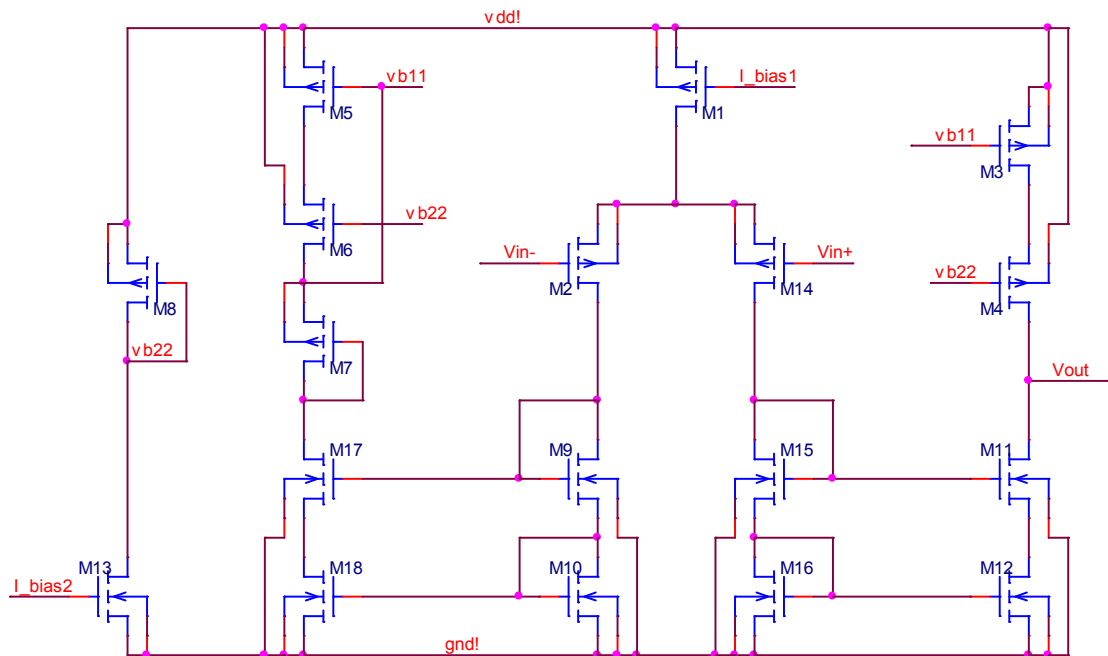 vdd!
vb11
M5
I_bias1
M1
vb11
M3
vb22
M6
Vin-
M2
Vin+
M14
vb22
M4
M8
vb22
M7
Vout
M17
M9
M15
M11
I_bias2
M13
M18
M10
M16
M12
gnd!